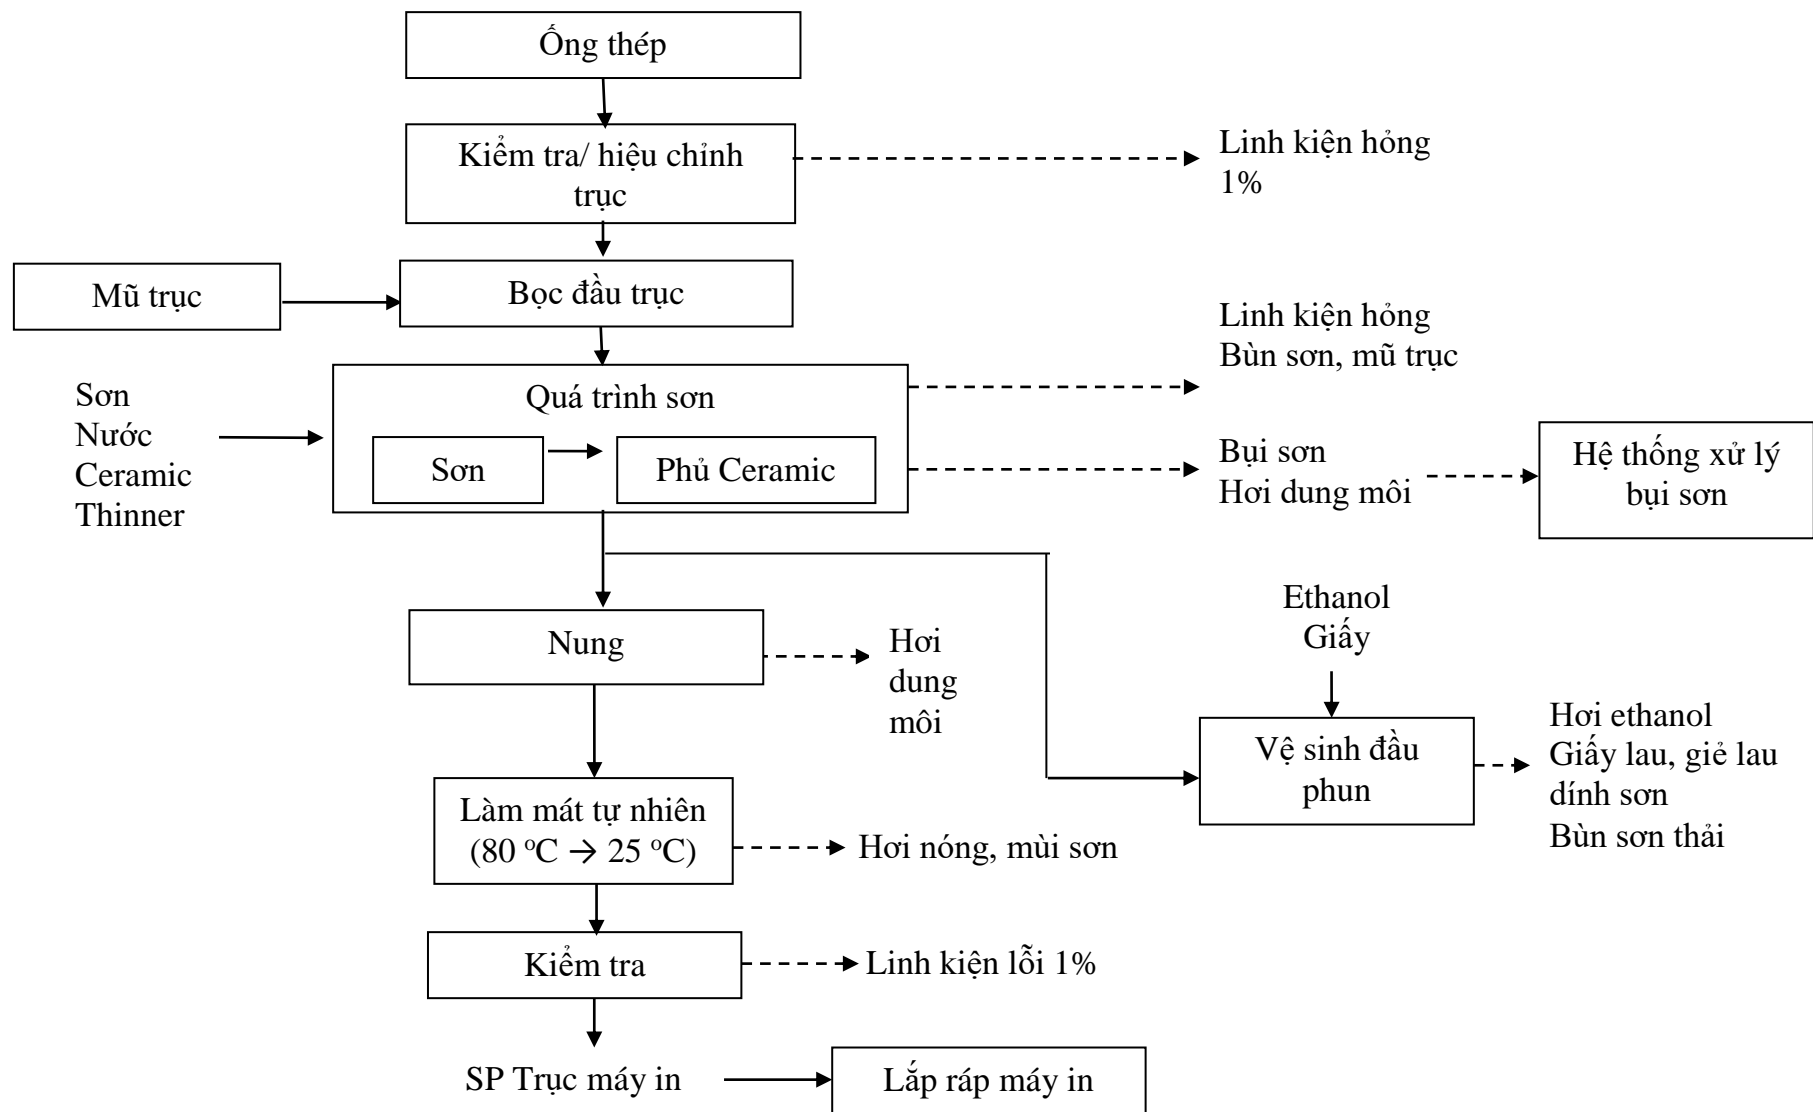 Ống thép
Kiểm tra/ hiệu chỉnh
trục
Linh kiện hỏng
1%
Mũ trục
Bọc đầu trục
Linh kiện hỏng
Bùn sơn, mũ trục
Sơn
Nước
Ceramic
Thinner
Quá trình sơn
Sơn
Phủ Ceramic
Bụi sơn
Hơi dung môi
Hệ thống xử lý
bụi sơn
Nung
Hơi
dung
môi
Ethanol
Giấy
Vệ sinh đầu
phun
Hơi ethanol
Giấy lau, giẻ lau
dính sơn
Bùn sơn thải
Làm mát tự nhiên
(80 °C → 25 °C)
Hơi nóng, mùi sơn
Kiểm tra
Linh kiện lỗi 1%
SP Trục máy in
Lắp ráp máy in